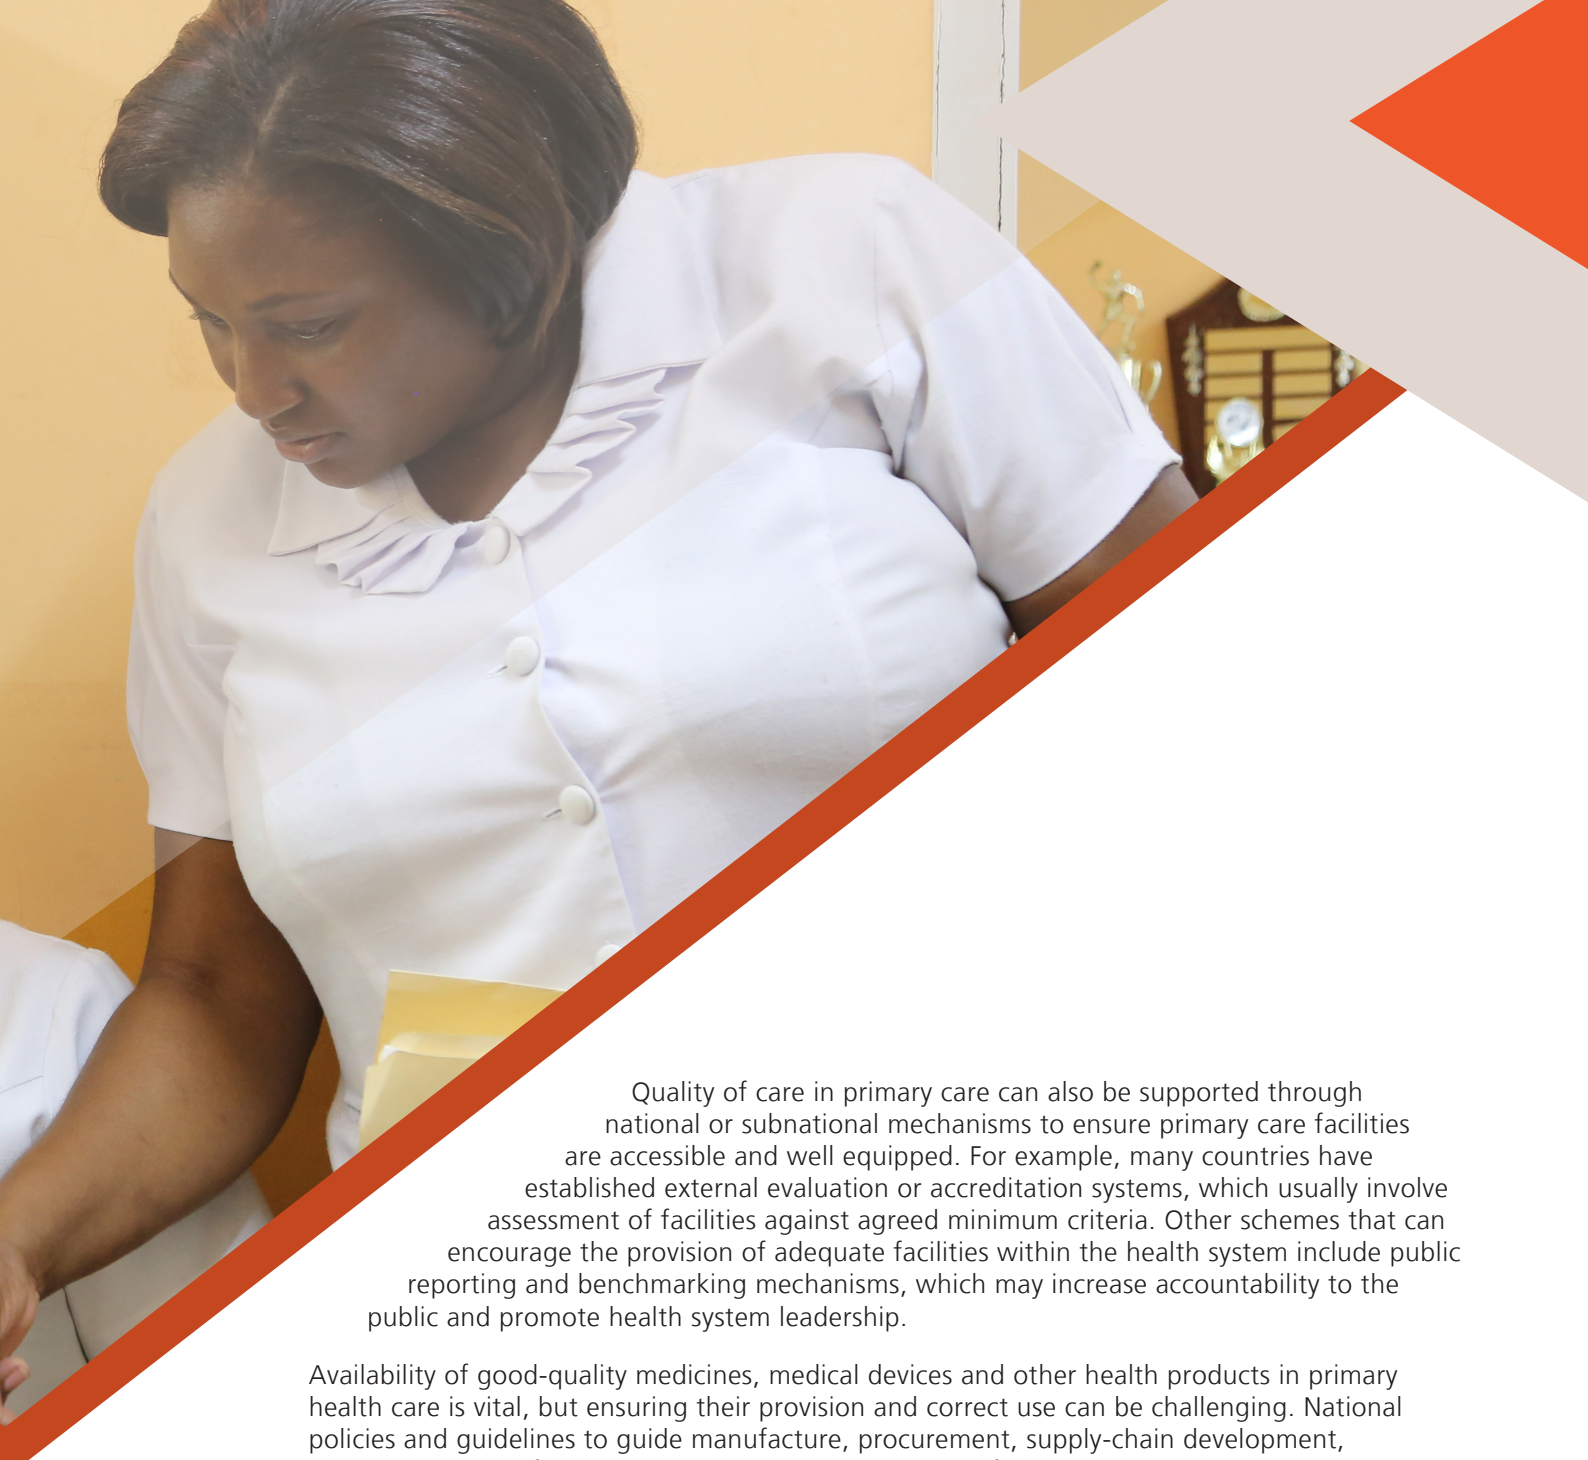 Quality of care in primary care can also be supported through
national or subnational mechanisms to ensure primary care facilities
are accessible and well equipped. For example, many countries have
established external evaluation or accreditation systems, which usually involve
assessment of facilities against agreed minimum criteria. Other schemes that can
encourage the provision of adequate facilities within the health system include public
reporting and benchmarking mechanisms, which may increase accountability to the
public and promote health system leadership.
Availability of good-quality medicines, medical devices and other health products in primary
health care is vital, but ensuring their provision and correct use can be challenging. National
policies and guidelines to guide manufacture, procurement, supply-chain development,